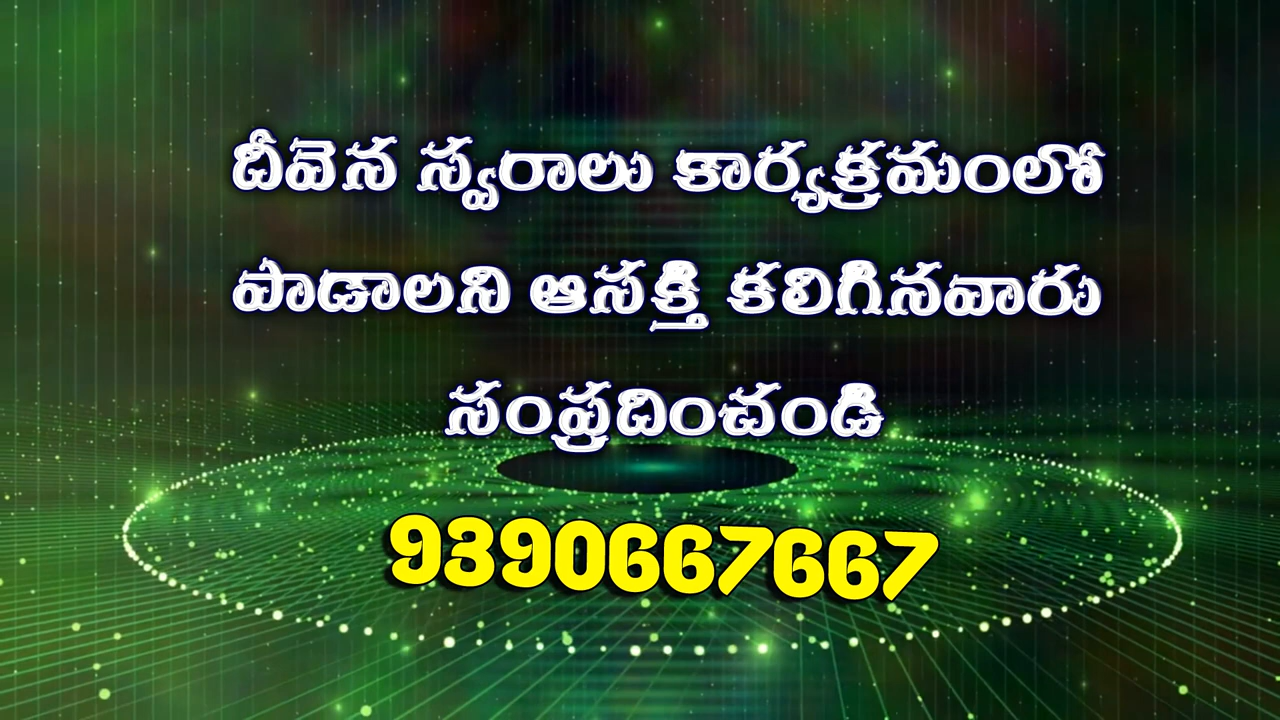 దీవెన స్వరాలు కార్యక్రమంలో
పాడాలని ఆసక్తి కలిగినవారు
సంప్రదించండి
9390667667